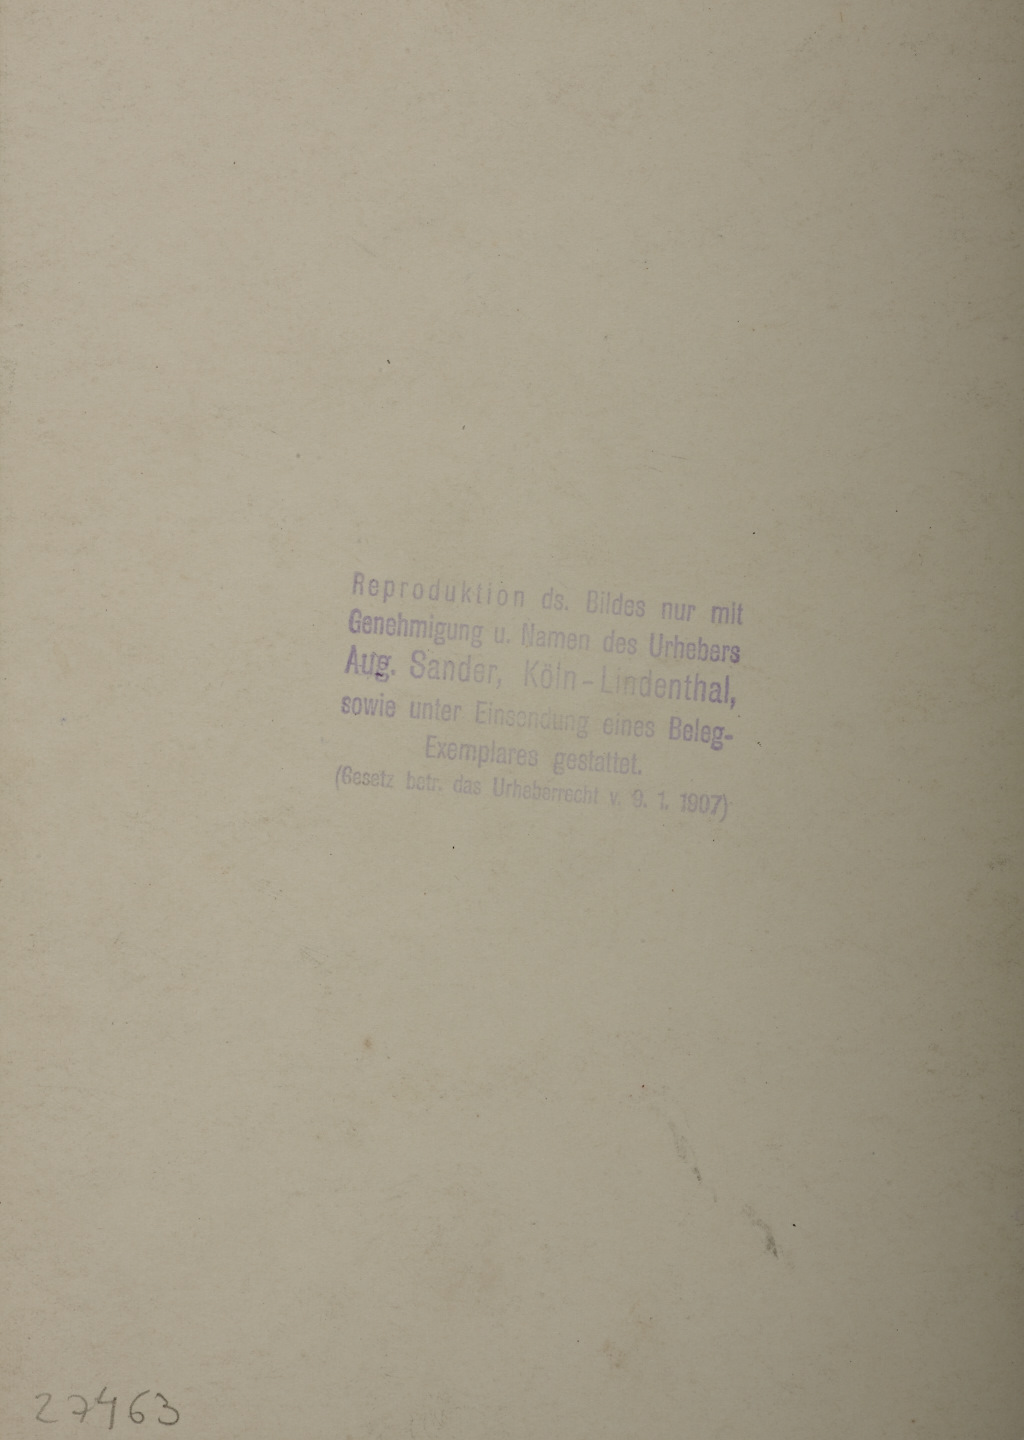 Reproduktion ds. Bildes nur mit
Genehmigung u. Namen des Urhebers
Aug. Sander, Köln-Lindenthal,
sowie unter Einsendung eines Beleg-
Exemplares gestattet.
(Gesetz betr. das Urheberrecht v. 9. 1. 1907)
27463